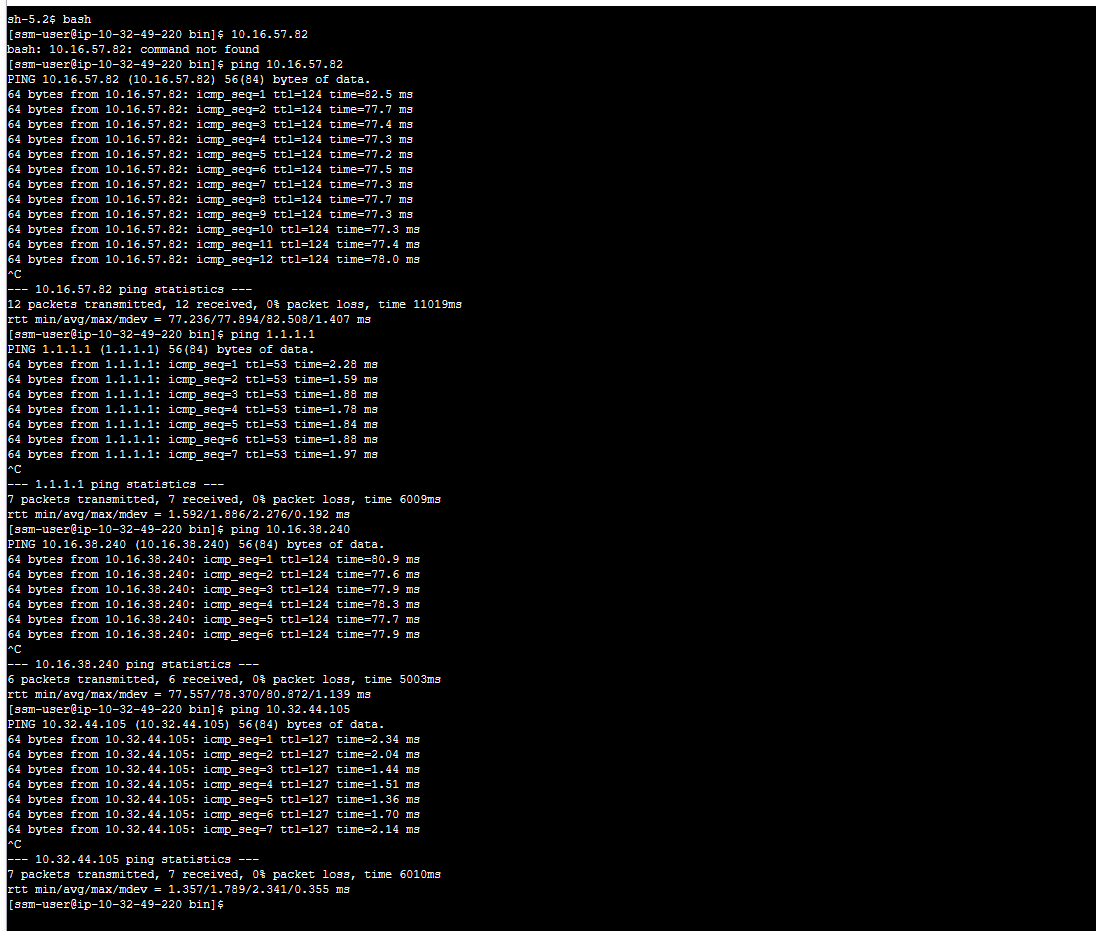 sh-5.2$ bash
[ssm-user@ip-10-32-49-220 bin]$ 10.16.57.82
bash: 10.16.57.82: command not found
[ssm-user@ip-10-32-49-220 bin]$ ping 10.16.57.82
PING 10.16.57.82 (10.16.57.82) 56(84) bytes of data.
64 bytes from 10.16.57.82: icmp_seq=1 ttl=124 time=82.5 ms
64 bytes from 10.16.57.82: icmp_seq=2 ttl=124 time=77.7 ms
64 bytes from 10.16.57.82: icmp_seq=3 ttl=124 time=77.4 ms
64 bytes from 10.16.57.82: icmp_seq=4 ttl=124 time=77.3 ms
64 bytes from 10.16.57.82: icmp_seq=5 ttl=124 time=77.2 ms
64 bytes from 10.16.57.82: icmp_seq=6 ttl=124 time=77.5 ms
64 bytes from 10.16.57.82: icmp_seq=7 ttl=124 time=77.3 ms
64 bytes from 10.16.57.82: icmp_seq=8 ttl=124 time=77.7 ms
64 bytes from 10.16.57.82: icmp_seq=9 ttl=124 time=77.3 ms
64 bytes from 10.16.57.82: icmp_seq=10 ttl=124 time=77.3 ms
64 bytes from 10.16.57.82: icmp_seq=11 ttl=124 time=77.4 ms
64 bytes from 10.16.57.82: icmp_seq=12 ttl=124 time=78.0 ms
^C
--- 10.16.57.82 ping statistics ---
12 packets transmitted, 12 received, 0% packet loss, time 11019ms
rtt min/avg/max/mdev = 77.236/77.894/82.508/1.407 ms
[ssm-user@ip-10-32-49-220 bin]$ ping 1.1.1.1
PING 1.1.1.1 (1.1.1.1) 56(84) bytes of data.
64 bytes from 1.1.1.1: icmp_seq=1 ttl=53 time=2.28 ms
64 bytes from 1.1.1.1: icmp_seq=2 ttl=53 time=1.59 ms
64 bytes from 1.1.1.1: icmp_seq=3 ttl=53 time=1.88 ms
64 bytes from 1.1.1.1: icmp_seq=4 ttl=53 time=1.78 ms
64 bytes from 1.1.1.1: icmp_seq=5 ttl=53 time=1.84 ms
64 bytes from 1.1.1.1: icmp_seq=6 ttl=53 time=1.88 ms
64 bytes from 1.1.1.1: icmp_seq=7 ttl=53 time=1.97 ms
^C
--- 1.1.1.1 ping statistics ---
7 packets transmitted, 7 received, 0% packet loss, time 6009ms
rtt min/avg/max/mdev = 1.592/1.886/2.276/0.192 ms
[ssm-user@ip-10-32-49-220 bin]$ ping 10.16.38.240
PING 10.16.38.240 (10.16.38.240) 56(84) bytes of data.
64 bytes from 10.16.38.240: icmp_seq=1 ttl=124 time=80.9 ms
64 bytes from 10.16.38.240: icmp_seq=2 ttl=124 time=77.6 ms
64 bytes from 10.16.38.240: icmp_seq=3 ttl=124 time=77.9 ms
64 bytes from 10.16.38.240: icmp_seq=4 ttl=124 time=78.3 ms
64 bytes from 10.16.38.240: icmp_seq=5 ttl=124 time=77.7 ms
64 bytes from 10.16.38.240: icmp_seq=6 ttl=124 time=77.9 ms
^C
--- 10.16.38.240 ping statistics ---
6 packets transmitted, 6 received, 0% packet loss, time 5003ms
rtt min/avg/max/mdev = 77.557/78.370/80.872/1.139 ms
[ssm-user@ip-10-32-49-220 bin]$ ping 10.32.44.105
PING 10.32.44.105 (10.32.44.105) 56(84) bytes of data.
64 bytes from 10.32.44.105: icmp_seq=1 ttl=127 time=2.34 ms
64 bytes from 10.32.44.105: icmp_seq=2 ttl=127 time=2.04 ms
64 bytes from 10.32.44.105: icmp_seq=3 ttl=127 time=1.44 ms
64 bytes from 10.32.44.105: icmp_seq=4 ttl=127 time=1.51 ms
64 bytes from 10.32.44.105: icmp_seq=5 ttl=127 time=1.36 ms
64 bytes from 10.32.44.105: icmp_seq=6 ttl=127 time=1.70 ms
64 bytes from 10.32.44.105: icmp_seq=7 ttl=127 time=2.14 ms
^C
--- 10.32.44.105 ping statistics ---
7 packets transmitted, 7 received, 0% packet loss, time 6010ms
rtt min/avg/max/mdev = 1.357/1.789/2.341/0.355 ms
[ssm-user@ip-10-32-49-220 bin]$